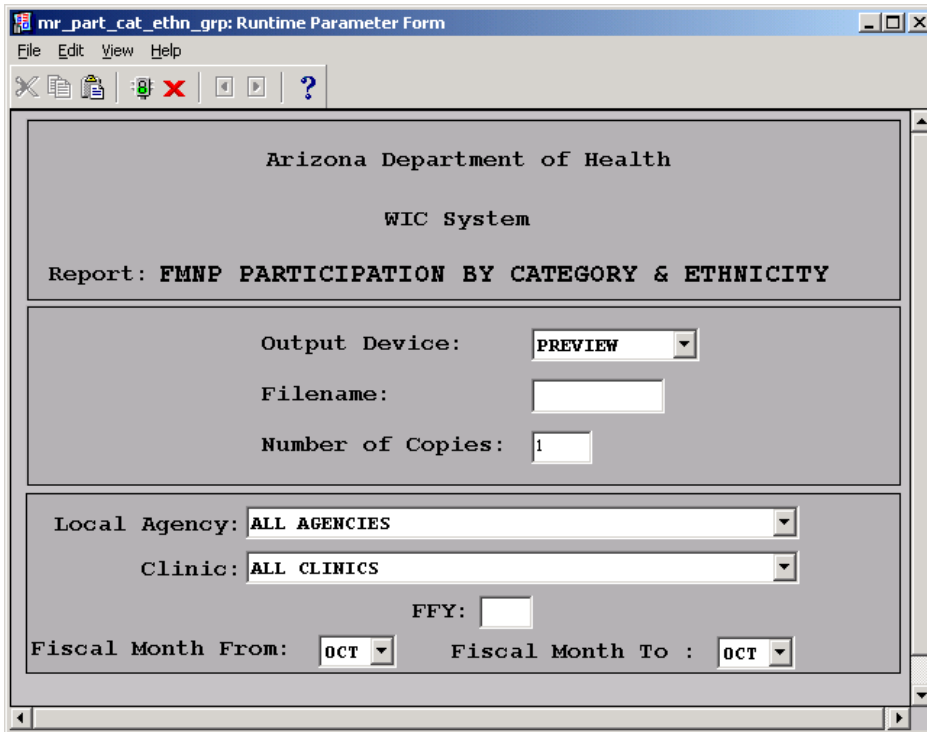 mr_part_cat_ethn_grp: Runtime Parameter Form
File Edit View Help
?
Arizona Department of Health
WIC System
Report: FMNP PARTICIPATION BY CATEGORY & ETHNICITY
Output Device: PREVIEW
Filename:
Number of Copies: 1
Local Agency: ALL AGENCIES
Clinic: ALL CLINICS
FFY:
Fiscal Month From: OCT Fiscal Month To : OCT